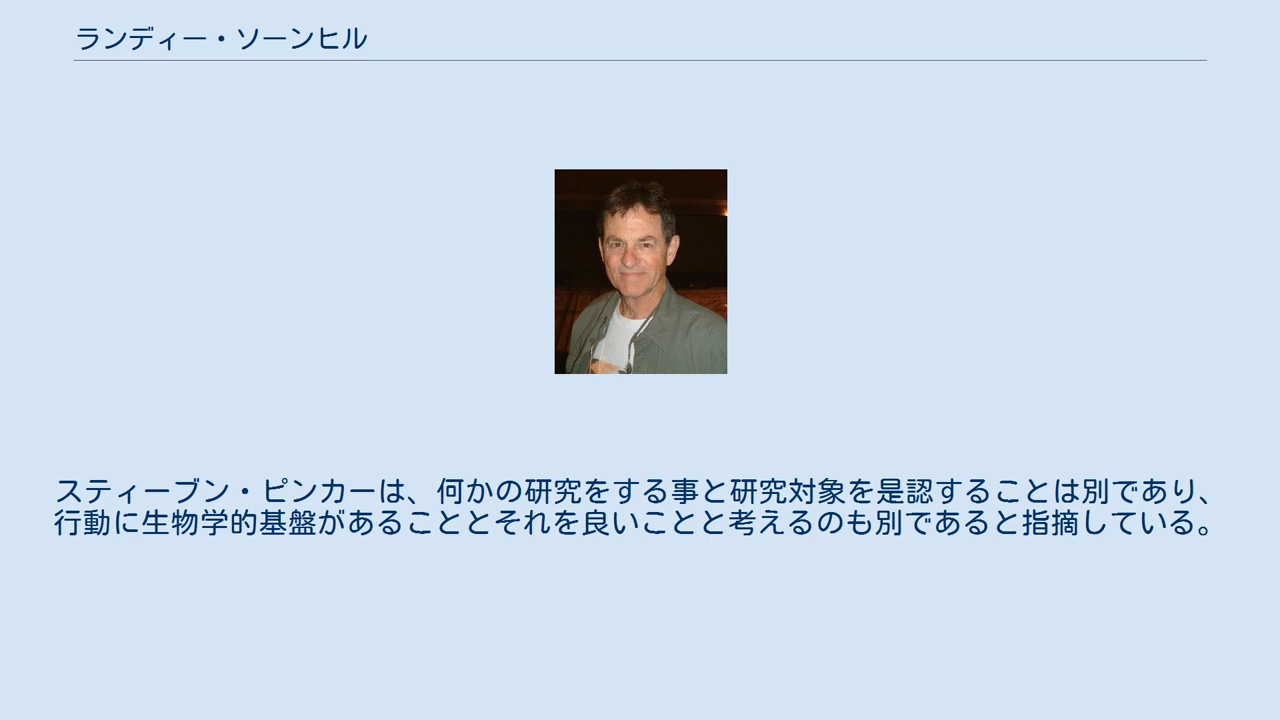 ランディー・ソーンヒル
スティーブン・ピンカーは、何かの研究をする事と研究対象を是認することは別であり、
行動に生物学的基盤があることとそれを良いことと考えるのも別であると指摘している。